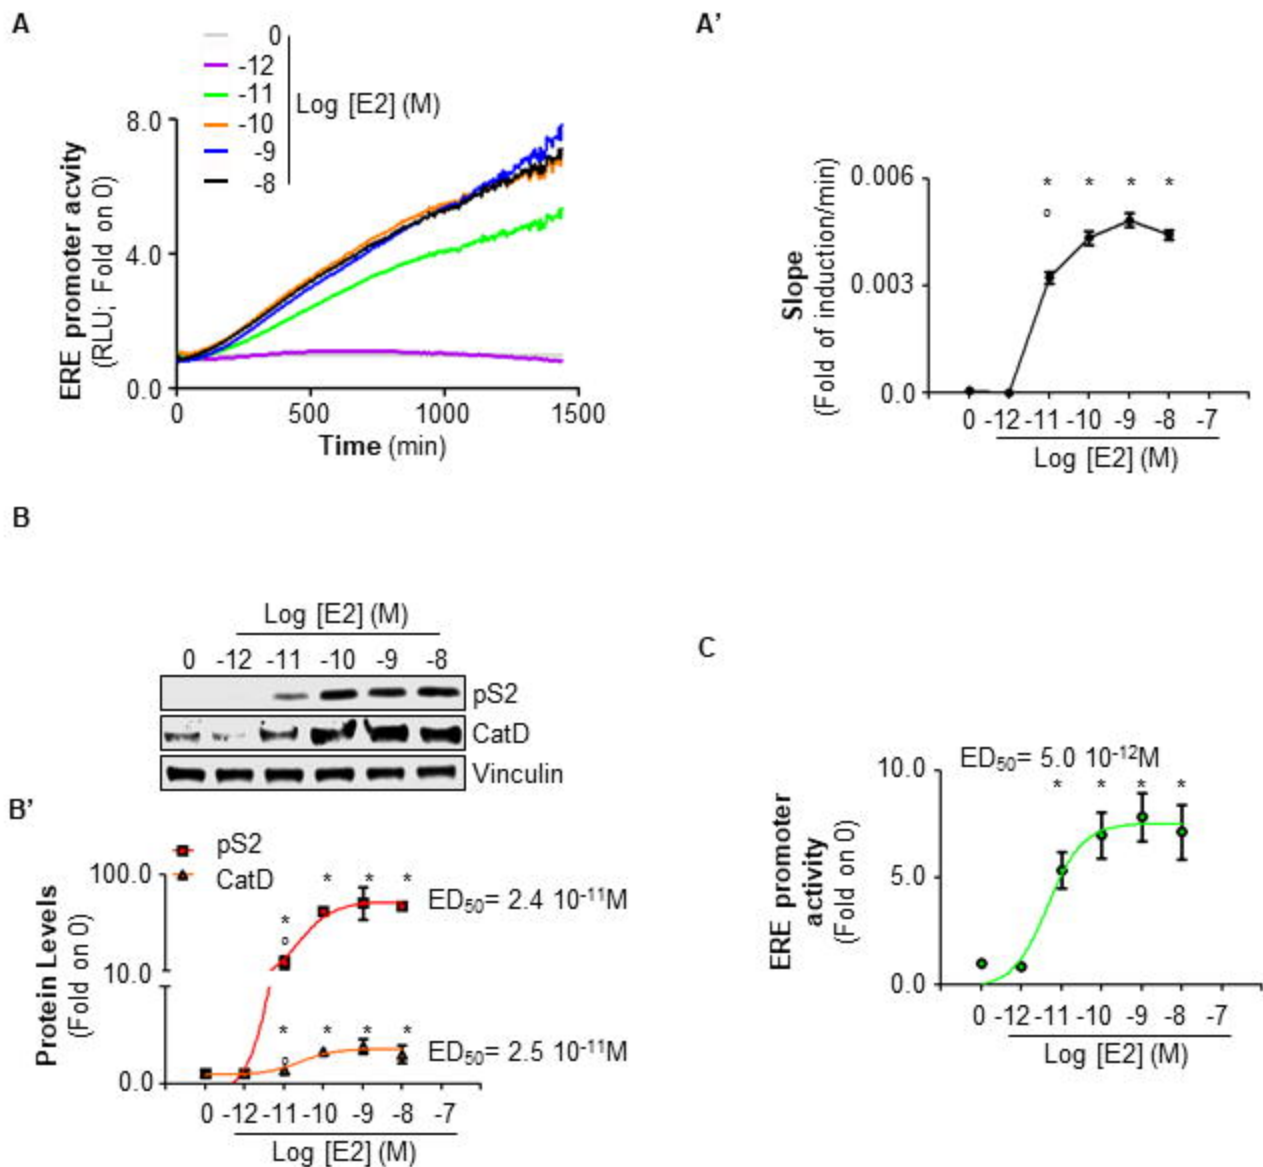 A
0
-12
-11
-10
-9
-8
Log [E2] (M)
8.0
4.0
0.0
ERE promoter acvity
(RLU; Fold on 0)
0 500 1000 1500
Time (min)
A'
* * * *
o
0.006
0.003
0.0
Slope
(Fold of induction/min)
0 -12 -11 -10 -9 -8 -7
Log [E2] (M)
B
Log [E2] (M)
0 -12 -11 -10 -9 -8
pS2
CatD
Vinculin
B'
pS2
CatD
100.0
10.0
0.0
Protein Levels
(Fold on 0)
* * * *
o
ED50= 2.4 10-11M
* * * *
o
ED50= 2.5 10-11M
0 -12 -11 -10 -9 -8 -7
Log [E2] (M)
C
ED50= 5.0 10-12M
* * * *
10.0
5.0
0.0
ERE promoter
activity
(Fold on 0)
0 -12 -11 -10 -9 -8 -7
Log [E2] (M)